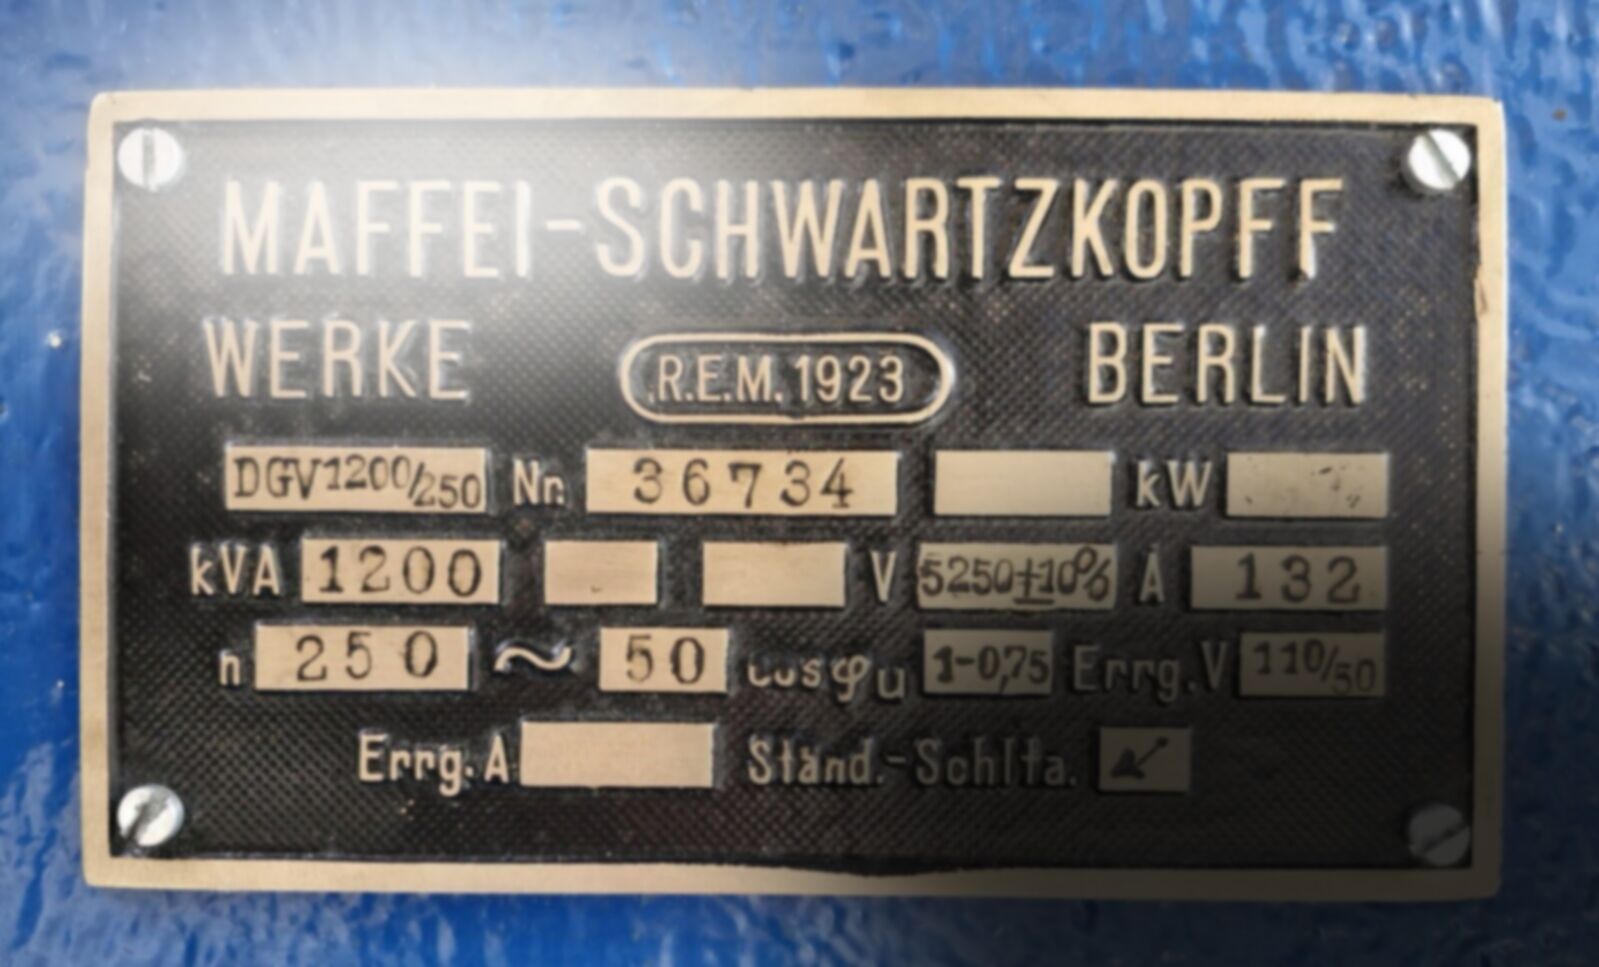 MAFFEI-SCHWARTZKOPFF
WERKE R.E.M. 1923 BERLIN
DGV1200/250 Nr. 36734 kW
kVA 1200 V 5250±10% A 132
n 250 ~ 50 cosφu 1-0,75 Errg.V 110/50
Errg.A Ständ.-Schlta.